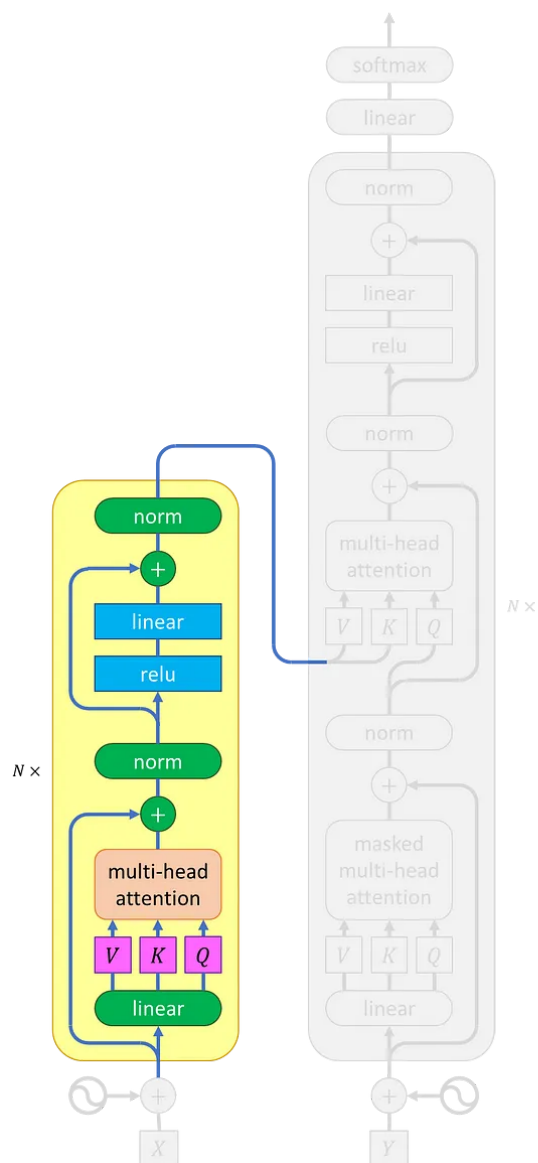 softmax
linear
norm
+
linear
relu
norm
+
multi-head
attention
V K Q
N ×
norm
+
masked
multi-head
attention
V K Q
linear
+
Y
norm
+
linear
relu
norm
N ×
+
multi-head
attention
V K Q
linear
+
X